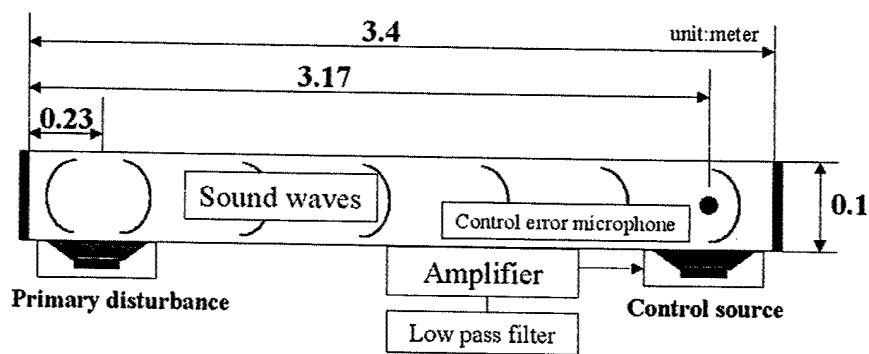 3.4
unit:meter
3.17
0.23
Sound waves
Control error microphone
0.1
Amplifier
Primary disturbance
Control source
Low pass filter